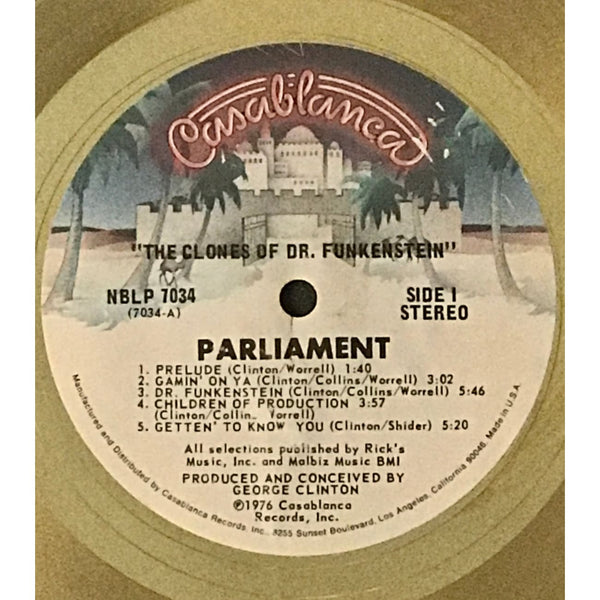 Casablanca
"THE CLONES OF DR. FUNKENSTEIN"
NBLP 7034
(7034-A)
SIDE I
STEREO
PARLIAMENT
1. PRELUDE (Clinton/Worrell) 1:40
2. GAMIN' ON YA (Clinton/Collins/Worrell) 3:02
3. DR. FUNKENSTEIN (Clinton/Collins/Worrell) 5:46
4. CHILDREN OF PRODUCTION 3:57
(Clinton/Collin Worrell)
5. GETTEN' TO KNOW YOU (Clinton/Shider) 5:20
All selections published by Rick's
Music, Inc. and Malbiz Music BMI
PRODUCED AND CONCEIVED BY
GEORGE CLINTON
℗1976 Casablanca
Records, Inc.
Manufactured and Distributed by Casablanca Records, Inc., 8255 Sunset Boulevard, Los Angeles, California 90046, Made in U.S.A.